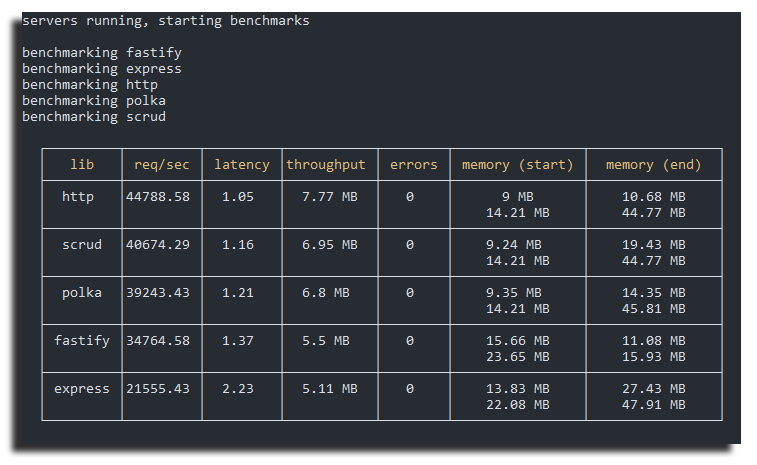 servers running, starting benchmarks
benchmarking fastify
benchmarking express
benchmarking http
benchmarking polka
benchmarking scrud
lib req/sec latency throughput errors memory (start) memory (end)
http 44788.58 1.05 7.77 MB 0 9 MB 10.68 MB
14.21 MB 44.77 MB
scrud 40674.29 1.16 6.95 MB 0 9.24 MB 19.43 MB
14.21 MB 44.77 MB
polka 39243.43 1.21 6.8 MB 0 9.35 MB 14.35 MB
14.21 MB 45.81 MB
fastify 34764.58 1.37 5.5 MB 0 15.66 MB 11.08 MB
23.65 MB 15.93 MB
express 21555.43 2.23 5.11 MB 0 13.83 MB 27.43 MB
22.08 MB 47.91 MB